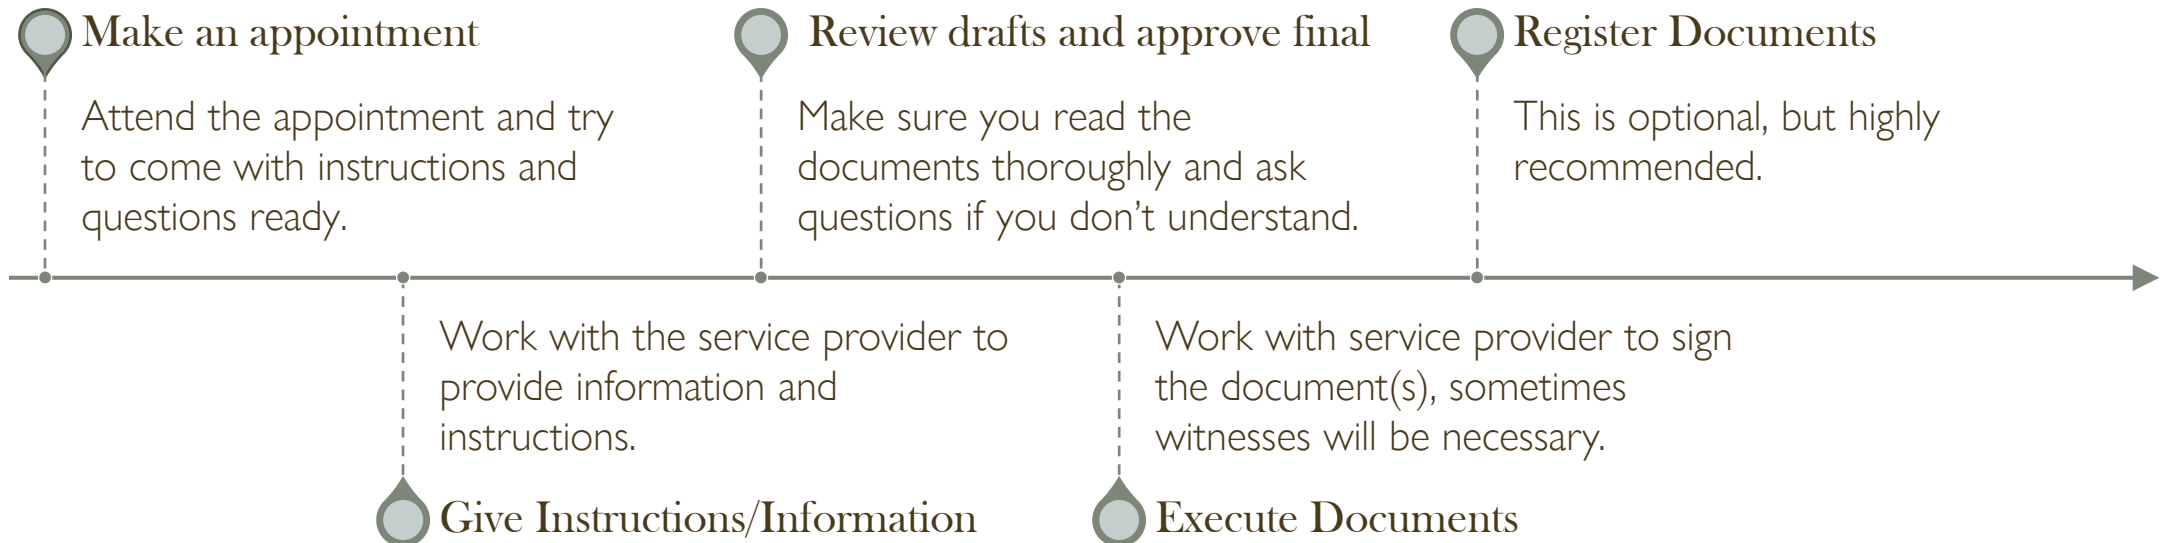 Make an appointment
Attend the appointment and try
to come with instructions and
questions ready.
Work with the service provider to
provide information and
instructions.
Give Instructions/Information
Review drafts and approve final
Make sure you read the
documents thoroughly and ask
questions if you don’t understand.
Work with service provider to sign
the document(s), sometimes
witnesses will be necessary.
Execute Documents
Register Documents
This is optional, but highly
recommended.